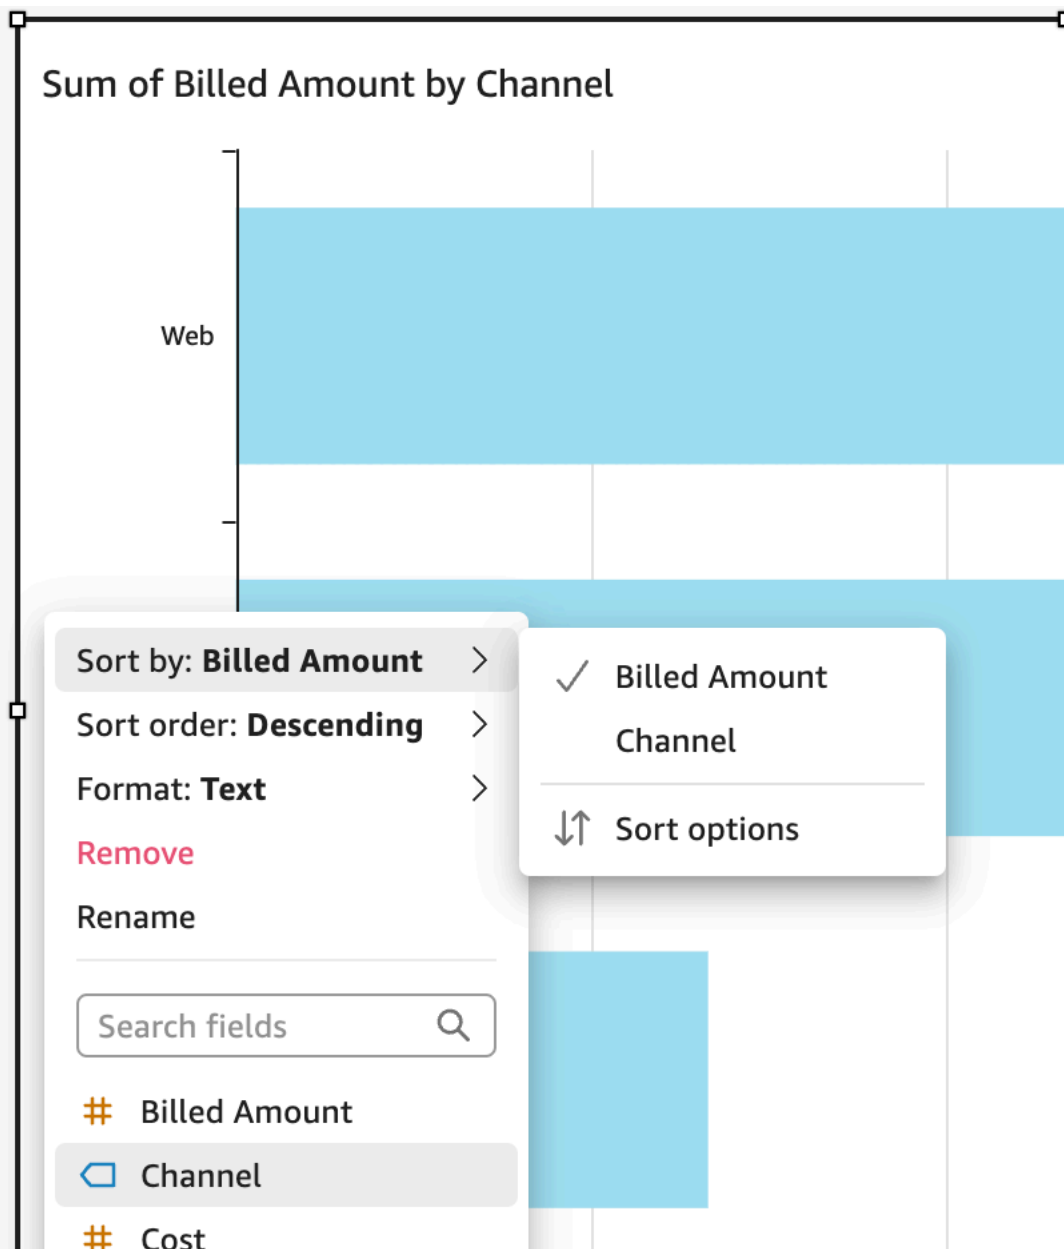 Sum of Billed Amount by Channel
Web
Sort by: Billed Amount
Sort order: Descending
Format: Text
Remove
Rename
Search fields
Billed Amount
Channel
Cost
Billed Amount
Channel
Sort options